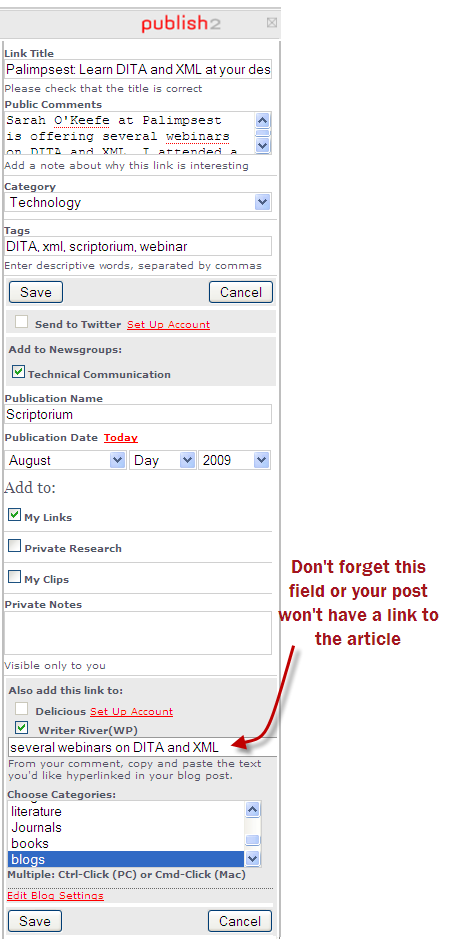 publish2
Link Title
Palimpsest: Learn DITA and XML at your des
Please check that the title is correct
Public Comments
Sarah O'Keefe at Palimpsest
is offering several webinars
on DITA and XML. I attended a
Add a note about why this link is interesting
Category
Technology
Tags
DITA, xml, scriptorium, webinar
Enter descriptive words, separated by commas
Save Cancel
Send to Twitter Set Up Account
Add to Newsgroups:
Technical Communication
Publication Name
Scriptorium
Publication Date Today
August Day 2009
Add to:
My Links
Private Research
My Clips
Private Notes
Visible only to you
Don't forget this
field or your post
won't have a link to
the article
Also add this link to:
Delicious Set Up Account
Writer River(WP)
several webinars on DITA and XML
From your comment, copy and paste the text
you'd like hyperlinked in your blog post.
Choose Categories:
literature
Journals
books
blogs
Multiple: Ctrl-Click (PC) or Cmd-Click (Mac)
Edit Blog Settings
Save Cancel